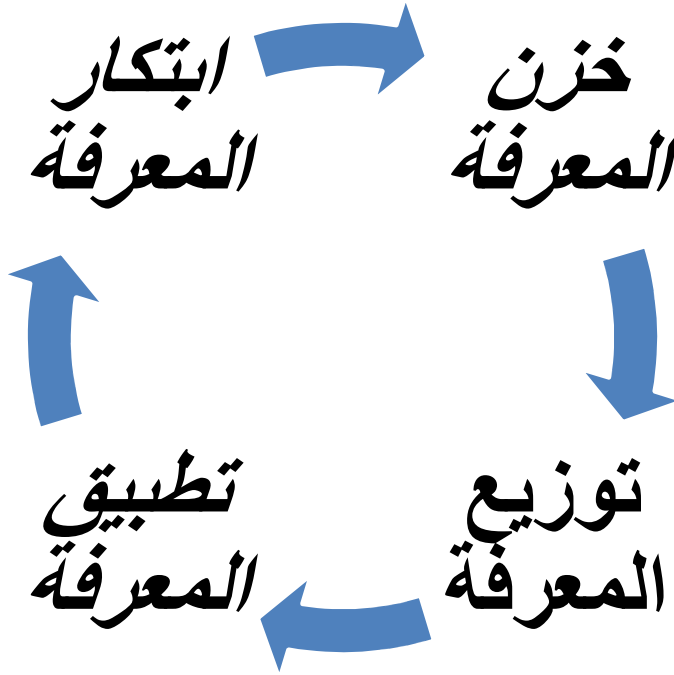 ابتكار
المعرفة
خزن
المعرفة
توزيع
المعرفة
تطبيق
المعرفة